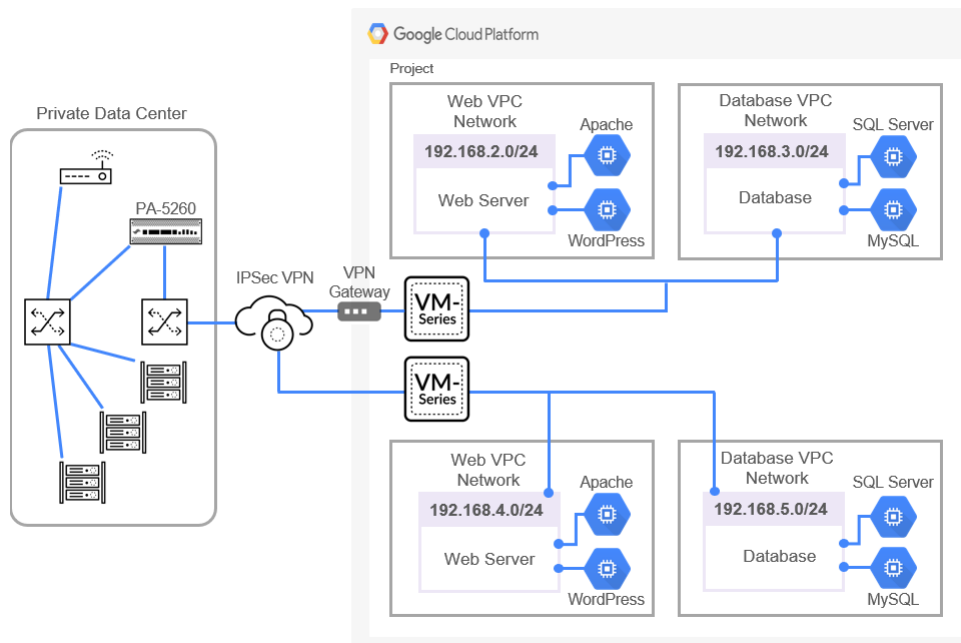 Google Cloud Platform
Project
Private Data Center
PA-5260
IPSec VPN
VPN
Gateway
VM-
Series
VM-
Series
Web VPC
Network
192.168.2.0/24
Web Server
Apache
WordPress
Database VPC
Network
192.168.3.0/24
Database
SQL Server
MySQL
Web VPC
Network
192.168.4.0/24
Web Server
Apache
WordPress
Database VPC
Network
192.168.5.0/24
Database
SQL Server
MySQL